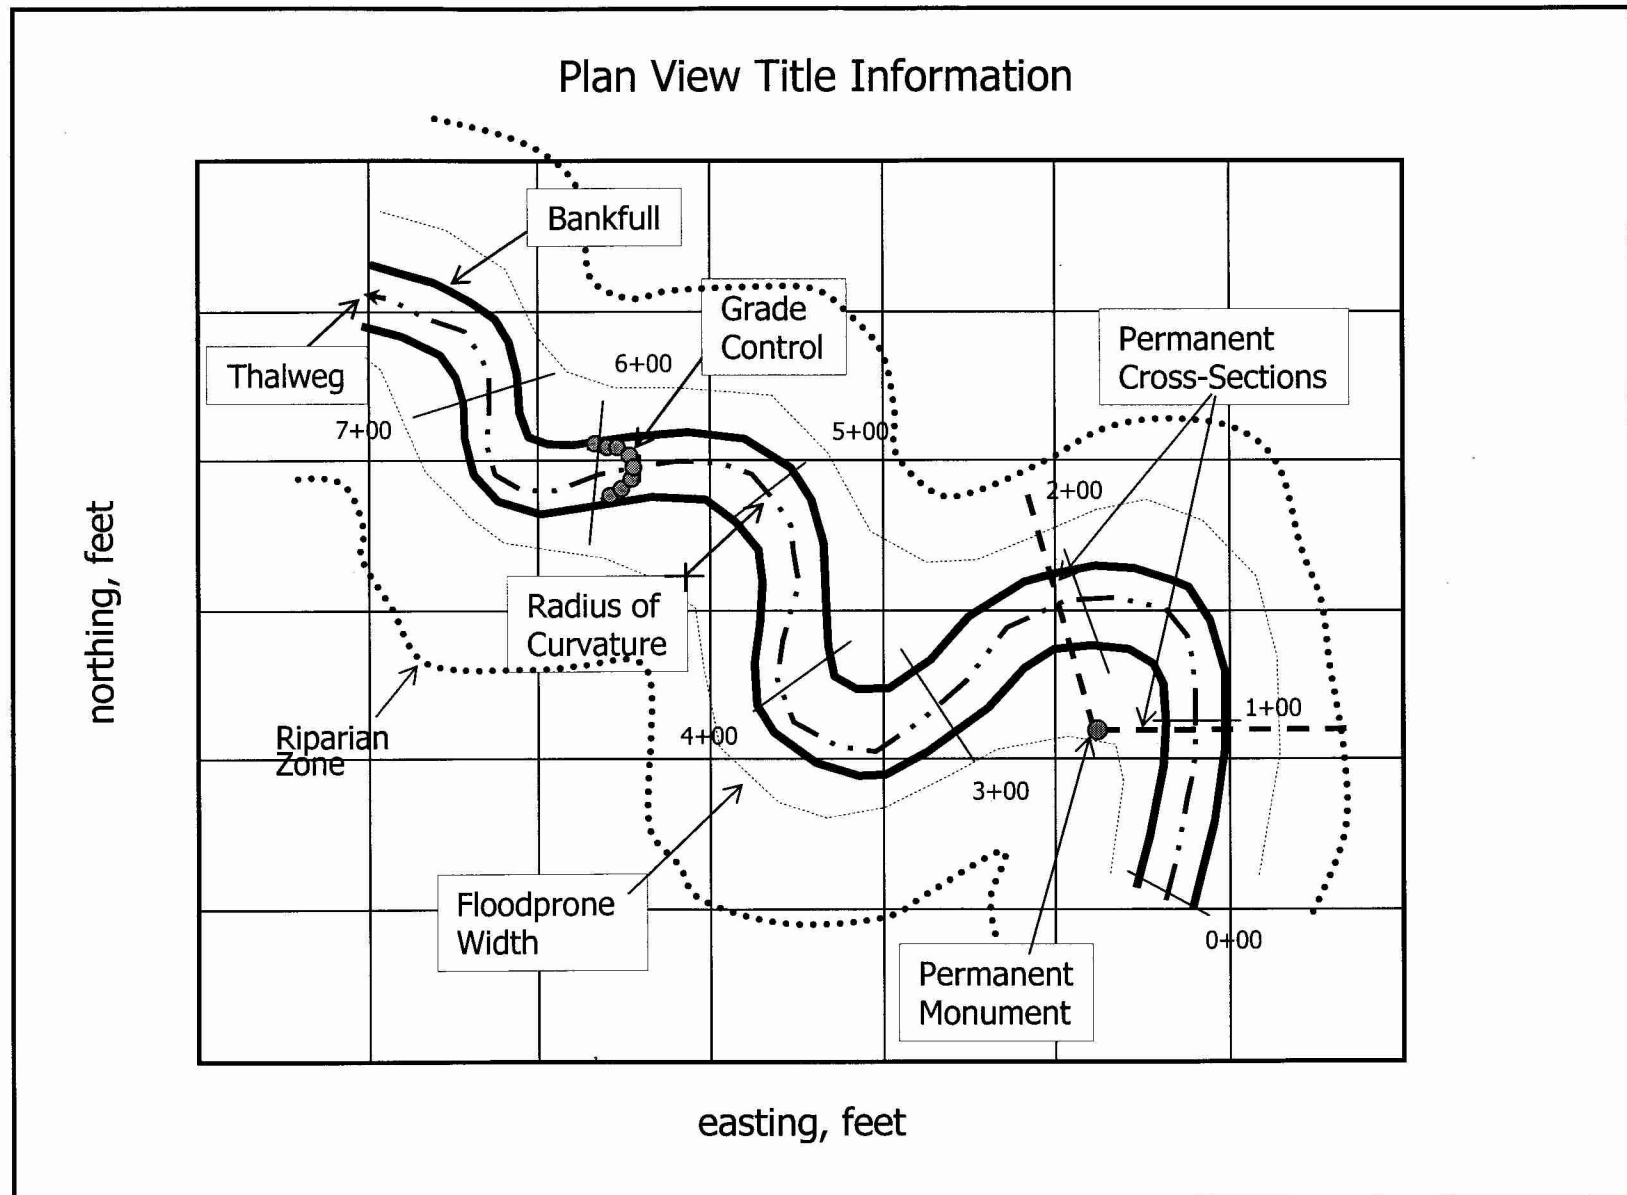 Plan View Title Information
Bankfull
Grade
Control
Permanent
Cross-Sections
Thalweg
6+00
7+00
5+00
2+00
northing, feet
Radius of
Curvature
Riparian
Zone
4+00
1+00
3+00
Floodprone
Width
0+00
Permanent
Monument
easting, feet